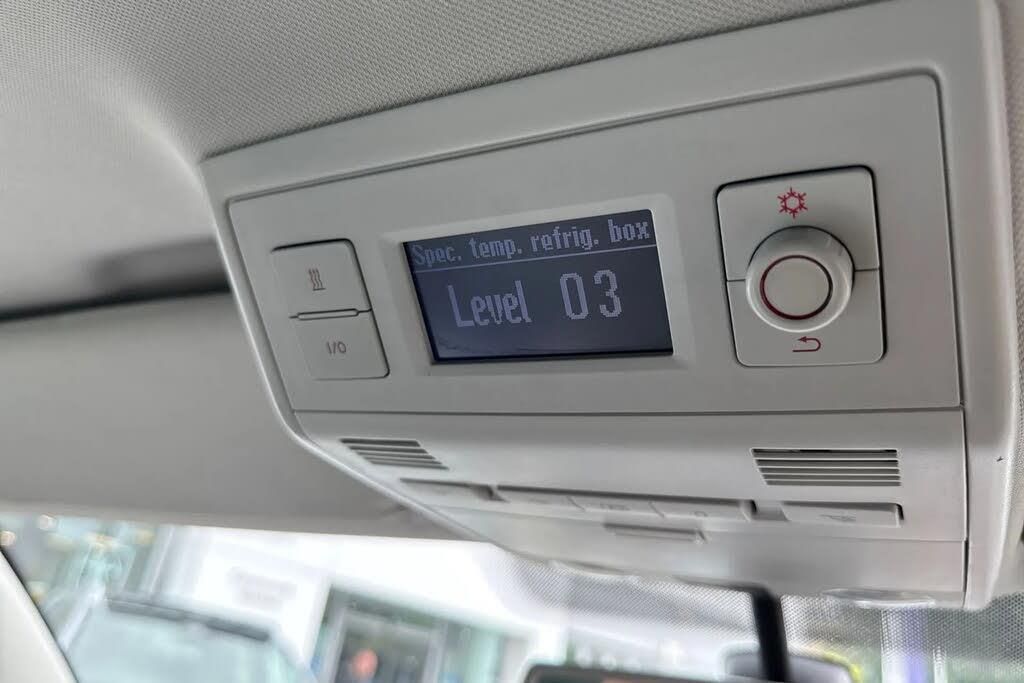 Spec. temp. refrig. box
Level 03
I/O